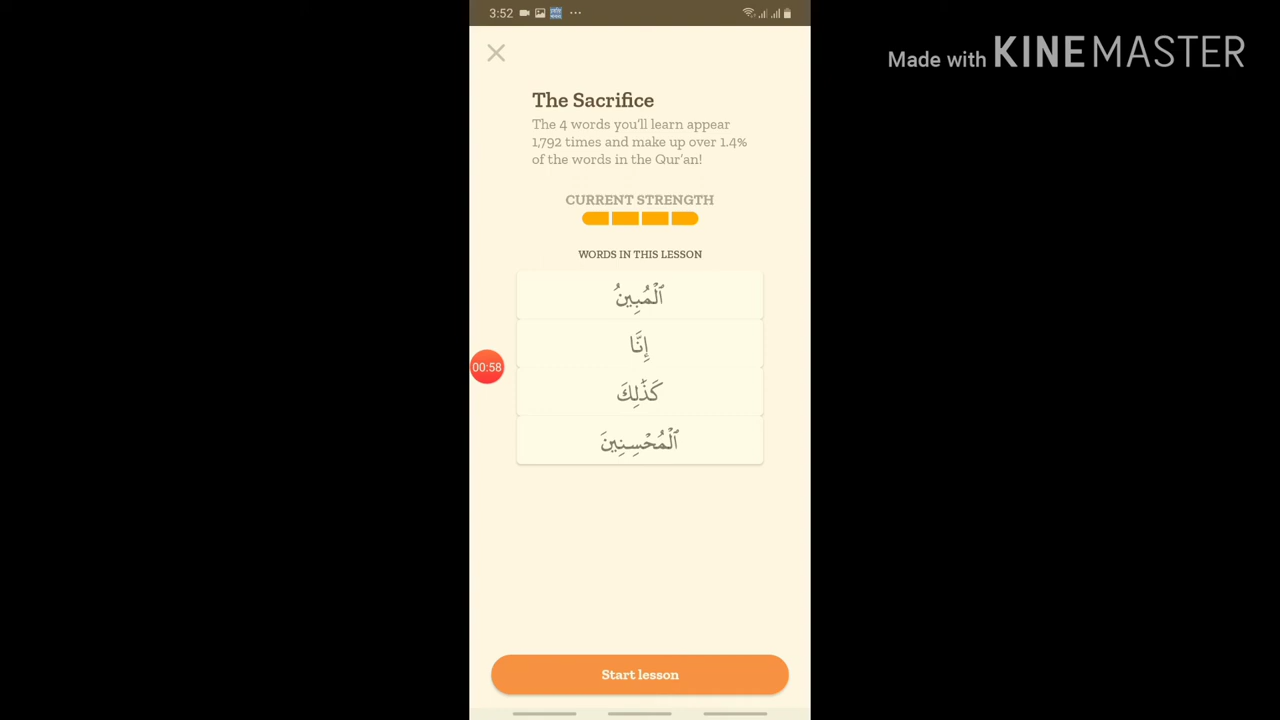 3:52
Made with KINEMASTER
The Sacrifice
The 4 words you'll learn appear
1,792 times and make up over 1.4%
of the words in the Qur'an!
CURRENT STRENGTH
WORDS IN THIS LESSON
ٱلْمُبِينُ
إِنَّا
00:58
كَذَٰلِكَ
ٱلْمُحْسِنِينَ
Start lesson